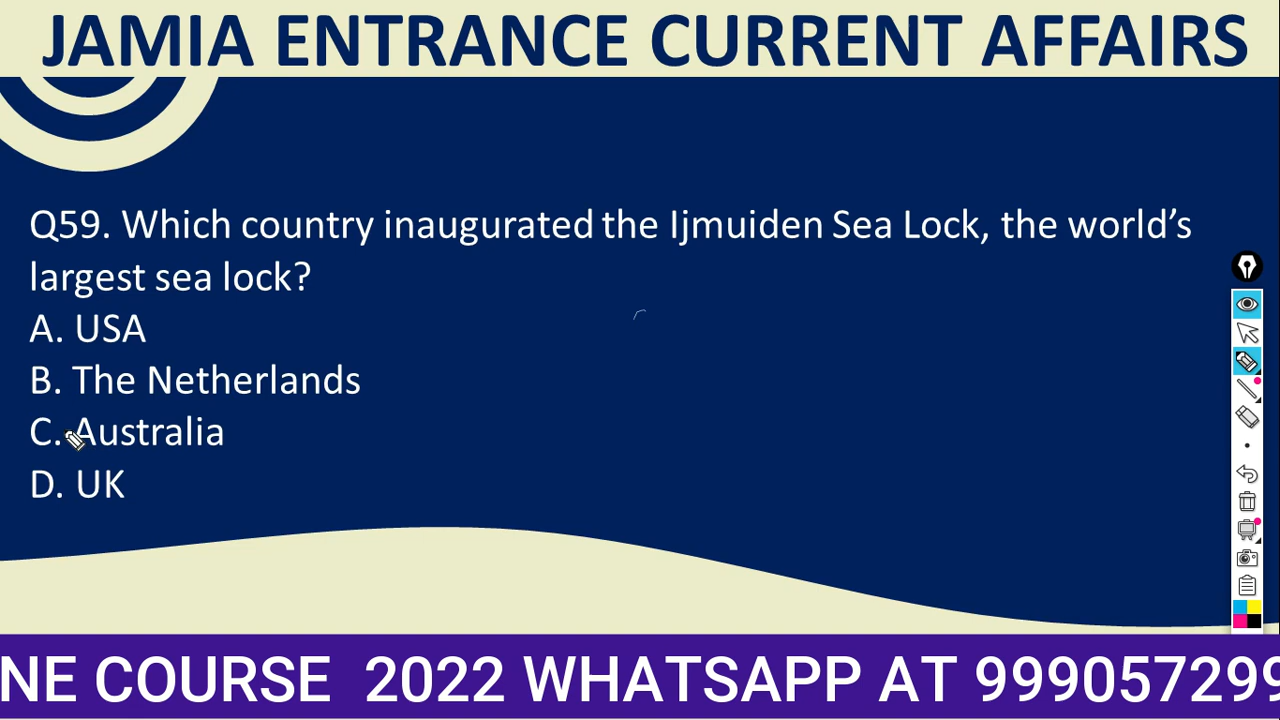 JAMIA ENTRANCE CURRENT AFFAIRS
Q59. Which country inaugurated the Ijmuiden Sea Lock, the world’s
largest sea lock?
A. USA
B. The Netherlands
C. Australia
D. UK
NE COURSE 2022 WHATSAPP AT 999057299